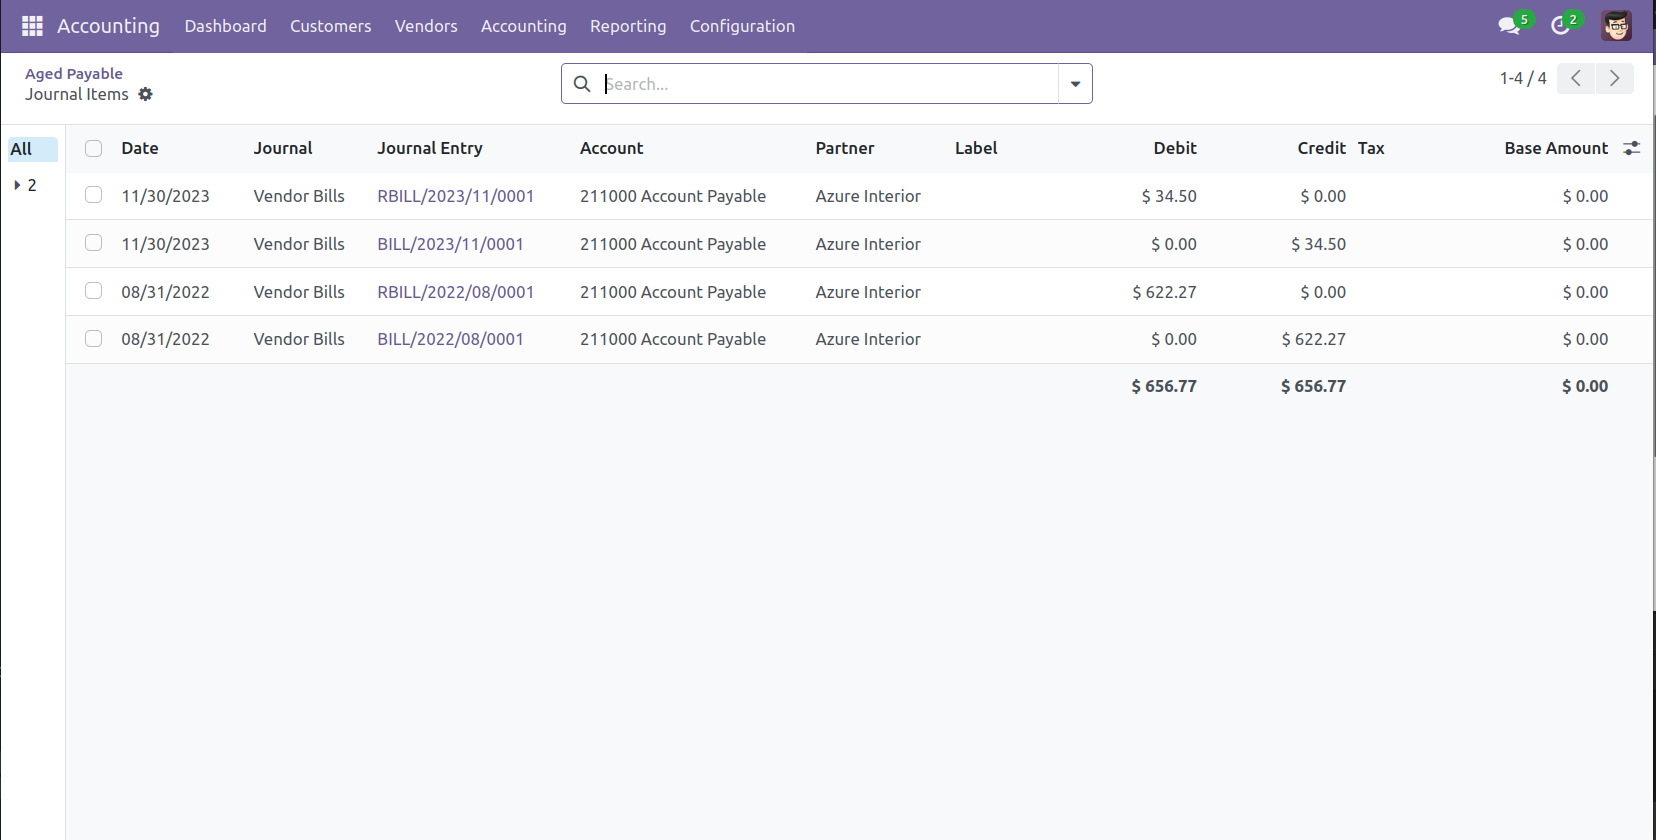 Accounting Dashboard Customers Vendors Accounting Reporting Configuration 5 2
Aged Payable
Journal Items
Search...
1-4 / 4
All
2
Date Journal Journal Entry Account Partner Label Debit Credit Tax Base Amount
11/30/2023 Vendor Bills RBILL/2023/11/0001 211000 Account Payable Azure Interior $ 34.50 $ 0.00 $ 0.00
11/30/2023 Vendor Bills BILL/2023/11/0001 211000 Account Payable Azure Interior $ 0.00 $ 34.50 $ 0.00
08/31/2022 Vendor Bills RBILL/2022/08/0001 211000 Account Payable Azure Interior $ 622.27 $ 0.00 $ 0.00
08/31/2022 Vendor Bills BILL/2022/08/0001 211000 Account Payable Azure Interior $ 0.00 $ 622.27 $ 0.00
$ 656.77 $ 656.77 $ 0.00